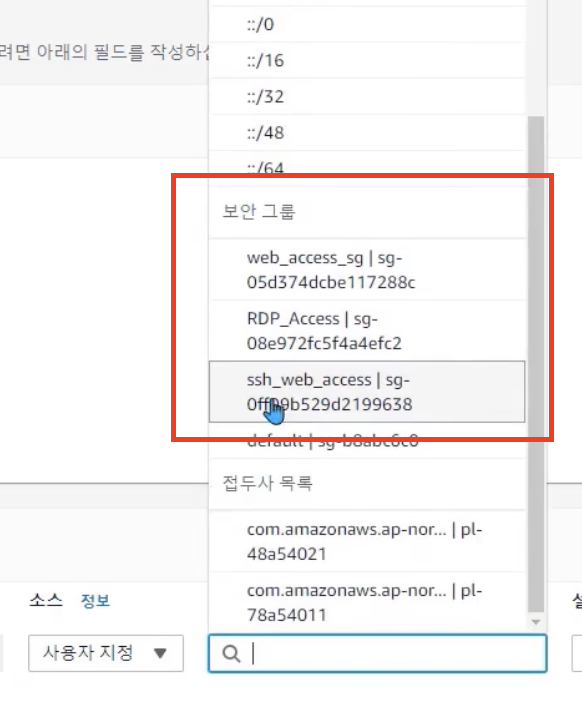 ::/0
려면 아래의 필드를 작성하십
::/16
::/32
::/48
::/64
보안 그룹
web_access_sg | sg-
05d374dcbe117288c
RDP_Access | sg-
08e972fc5f4a4efc2
ssh_web_access | sg-
0ff99b529d2199638
default | sg-b8abc6c0
접두사 목록
com.amazonaws.ap-nor... | pl-
48a54021
com.amazonaws.ap-nor... | pl-
78a54011
소스 정보
사용자 지정